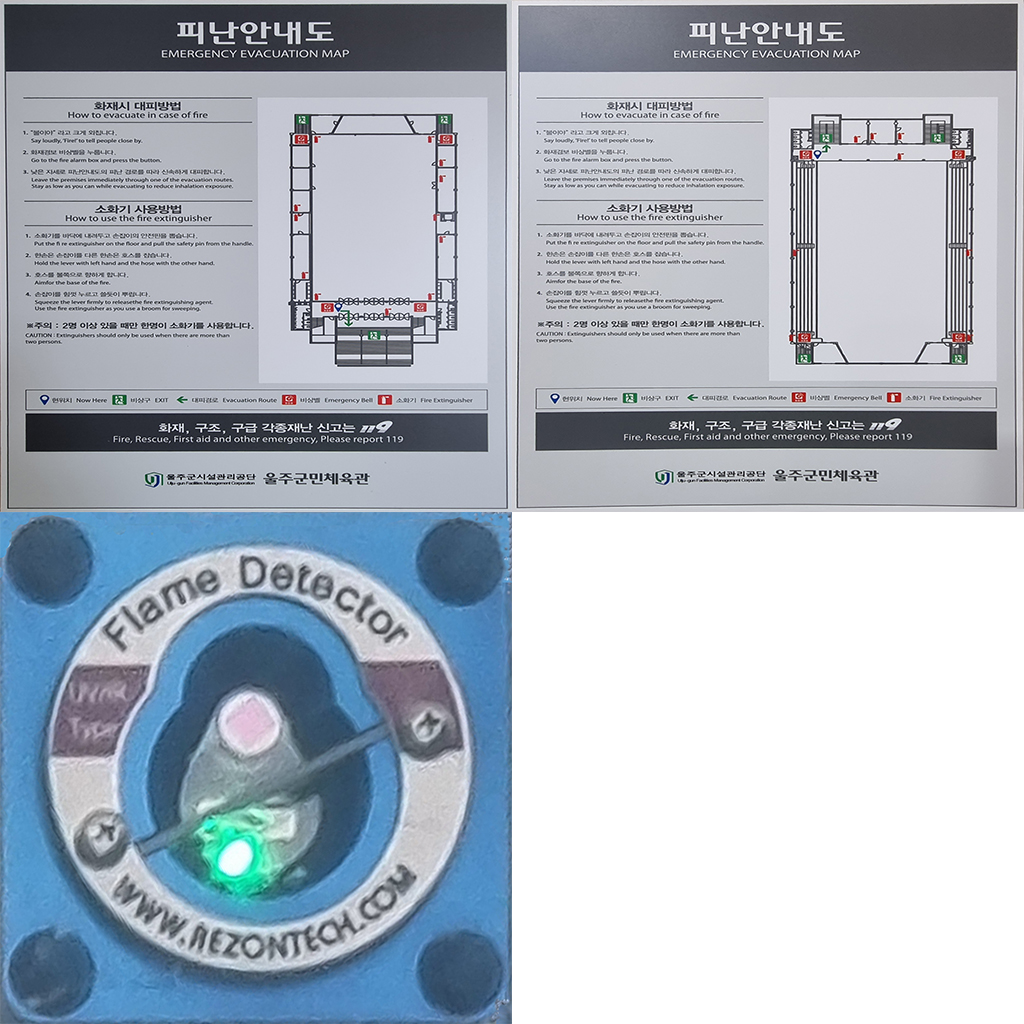 피난안내도
EMERGENCY EVACUATION MAP
화재시 대피방법
How to evacuate in case of fire
1. "불이야" 라고 크게 외칩니다.
Say loudly, 'Fire!' to tell people close by.
2. 화재경보 비상벨을 누릅니다.
Go to the fire alarm box and press the button.
3. 낮은 자세로 피난안내도의 피난 경로를 따라 신속하게 대피합니다.
Leave the premises immediately through one of the evacuation routes.
Stay as low as you can while evacuating to reduce inhalation exposure.
소화기 사용방법
How to use the fire extinguisher
1. 소화기를 바닥에 내려두고 손잡이의 안전핀을 뽑습니다.
Put the fi re extinguisher on the floor and pull the safety pin from the handle.
2. 한손은 손잡이를 다른 한손은 호스를 잡습니다.
Hold the lever with left hand and the hose with the other hand.
3. 호스를 불쪽으로 향하게 합니다.
Aimfor the base of the fire.
4. 손잡이를 힘껏 누르고 쓸듯이 뿌립니다.
Squeeze the lever firmly to releasethe fire extinguishing agent.
Use the fire extinguisher as you use a broom for sweeping.
※주의 : 2명 이상 있을 때만 한명이 소화기를 사용합니다.
CAUTION : Extinguishers should only be used when there are more than
two persons.
현위치 Now Here 비상구 EXIT 대피경로 Evacuation Route 비상벨 Emergency Bell 소화기 Fire Extinguisher
화재, 구조, 구급 각종재난 신고는 119
Fire, Rescue, First aid and other emergency, Please report 119
울주군시설관리공단 울주군민체육관
Ulju-gun Facilities Management Corporation
피난안내도
EMERGENCY EVACUATION MAP
화재시 대피방법
How to evacuate in case of fire
1. "불이야" 라고 크게 외칩니다.
Say loudly, 'Fire!' to tell people close by.
2. 화재경보 비상벨을 누릅니다.
Go to the fire alarm box and press the button.
3. 낮은 자세로 피난안내도의 피난 경로를 따라 신속하게 대피합니다.
Leave the premises immediately through one of the evacuation routes.
Stay as low as you can while evacuating to reduce inhalation exposure.
소화기 사용방법
How to use the fire extinguisher
1. 소화기를 바닥에 내려두고 손잡이의 안전핀을 뽑습니다.
Put the fi re extinguisher on the floor and pull the safety pin from the handle.
2. 한손은 손잡이를 다른 한손은 호스를 잡습니다.
Hold the lever with left hand and the hose with the other hand.
3. 호스를 불쪽으로 향하게 합니다.
Aimfor the base of the fire.
4. 손잡이를 힘껏 누르고 쓸듯이 뿌립니다.
Squeeze the lever firmly to releasethe fire extinguishing agent.
Use the fire extinguisher as you use a broom for sweeping.
※주의 : 2명 이상 있을 때만 한명이 소화기를 사용합니다.
CAUTION : Extinguishers should only be used when there are more than
two persons.
현위치 Now Here 비상구 EXIT 대피경로 Evacuation Route 비상벨 Emergency Bell 소화기 Fire Extinguisher
화재, 구조, 구급 각종재난 신고는 119
Fire, Rescue, First aid and other emergency, Please report 119
울주군시설관리공단 울주군민체육관
Ulju-gun Facilities Management Corporation
Flame Detector
Type
WWW.REZONTECH.COM